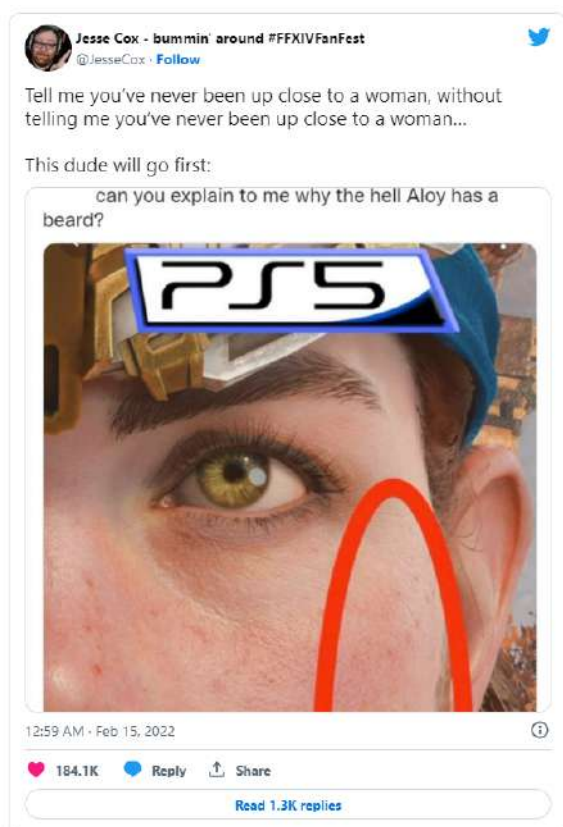 Jesse Cox - bummin' around #FFXIVFanFest
@JesseCox · Follow
Tell me you've never been up close to a woman, without
telling me you've never been up close to a woman...
This dude will go first:
can you explain to me why the hell Aloy has a
beard?
PS5
12:59 AM · Feb 15, 2022
184.1K Reply Share
Read 1.3K replies